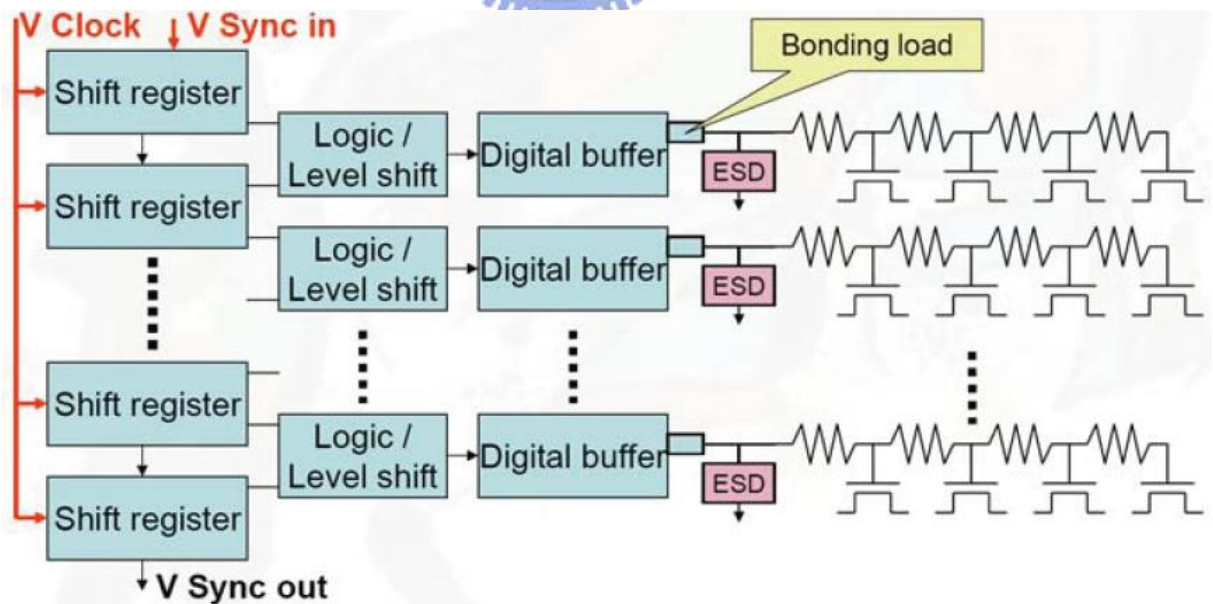 V Clock
V Sync in
Bonding load
Shift register
Logic /
Level shift
Digital buffer
ESD
Shift register
Logic /
Level shift
Digital buffer
ESD
Shift register
Logic /
Level shift
Digital buffer
ESD
Shift register
V Sync out